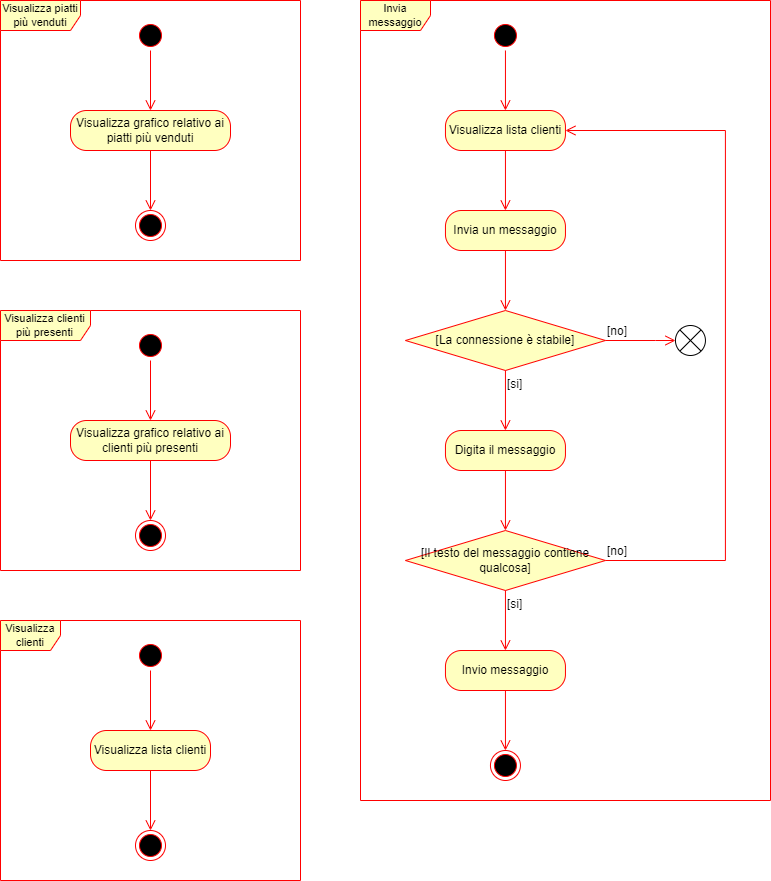 Visualizza piatti
più venduti
Visualizza grafico relativo ai
piatti più venduti
Visualizza clienti
più presenti
Visualizza grafico relativo ai
clienti più presenti
Visualizza
clienti
Visualizza lista clienti
Invia
messaggio
Visualizza lista clienti
Invia un messaggio
[La connessione è stabile]
[no]
[si]
Digita il messaggio
[Il testo del messaggio contiene
qualcosa]
[no]
[si]
Invio messaggio